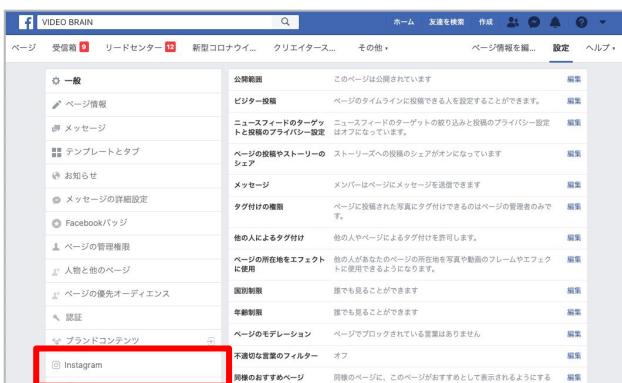 f VIDEO BRAIN ホーム 友達を検索 作成
ページ 受信箱 9 リードセンター 12 新型コロナウイ... クリエイタース... その他 ページ情報を編... 設定 ヘルプ
一般
ページ情報
メッセージ
テンプレートとタブ
お知らせ
メッセージの詳細設定
Facebookバッジ
ページの管理権限
人物と他のページ
ページの優先オーディエンス
認証
ブランドコンテンツ
Instagram
公開範囲 このページは公開されています 編集
ビジター投稿 ページのタイムラインに投稿できる人を設定することができます。 編集
ニュースフィードのターゲッ ニュースフィードのターゲットの絞り込みと投稿のプライバシー設定 編集
トと投稿のプライバシー設定 はオフになっています。
ページの投稿やストーリーの ストーリーズへの投稿のシェアがオンになっています 編集
シェア
メッセージ メンバーはページにメッセージを送信できます 編集
タグ付けの権限 ページに投稿された写真にタグ付けできるのはページの管理者のみで 編集
す。
他の人によるタグ付け 他の人やページによるタグ付けを許可します。 編集
ページの所在地をエフェクト 他の人があなたのページの所在地を写真や動画のフレームやエフェク 編集
に使用 トに使用できるようになります。
国別制限 誰でも見ることができます 編集
年齢制限 誰でも見ることができます 編集
ページのモデレーション ページでブロックされている言葉はありません 編集
不適切な言葉のフィルター オフ 編集
同様のおすすめページ 同様のページに、このページがおすすめとして表示されるようにする 編集